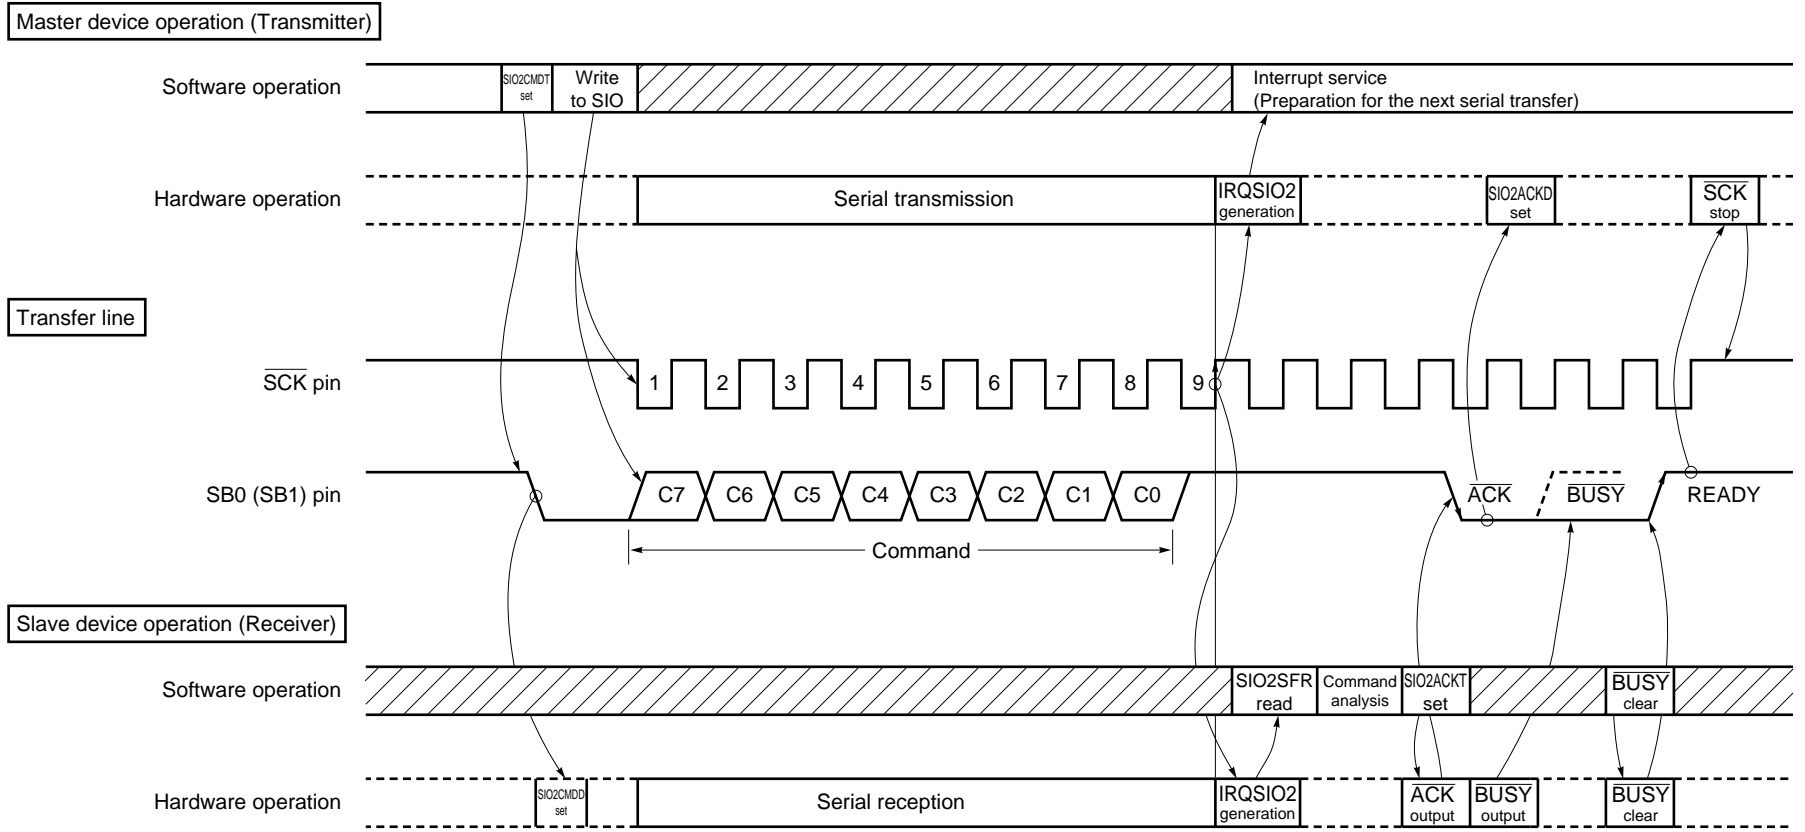 Master device operation (Transmitter)
Software operation
SIO2CMDT
set
Write
to SIO
Interrupt service
(Preparation for the next serial transfer)
Hardware operation
Serial transmission
IRQSIO2
generation
SIO2ACKD
set
SCK
stop
Transfer line
SCK pin
1 2 3 4 5 6 7 8 9
SB0 (SB1) pin
C7 C6 C5 C4 C3 C2 C1 C0
ACK
BUSY
READY
Command
Slave device operation (Receiver)
Software operation
SIO2SFR
read
Command
analysis
SIO2ACKT
set
BUSY
clear
Hardware operation
SIO2CMDD
set
Serial reception
IRQSIO2
generation
ACK
output
BUSY
output
BUSY
clear